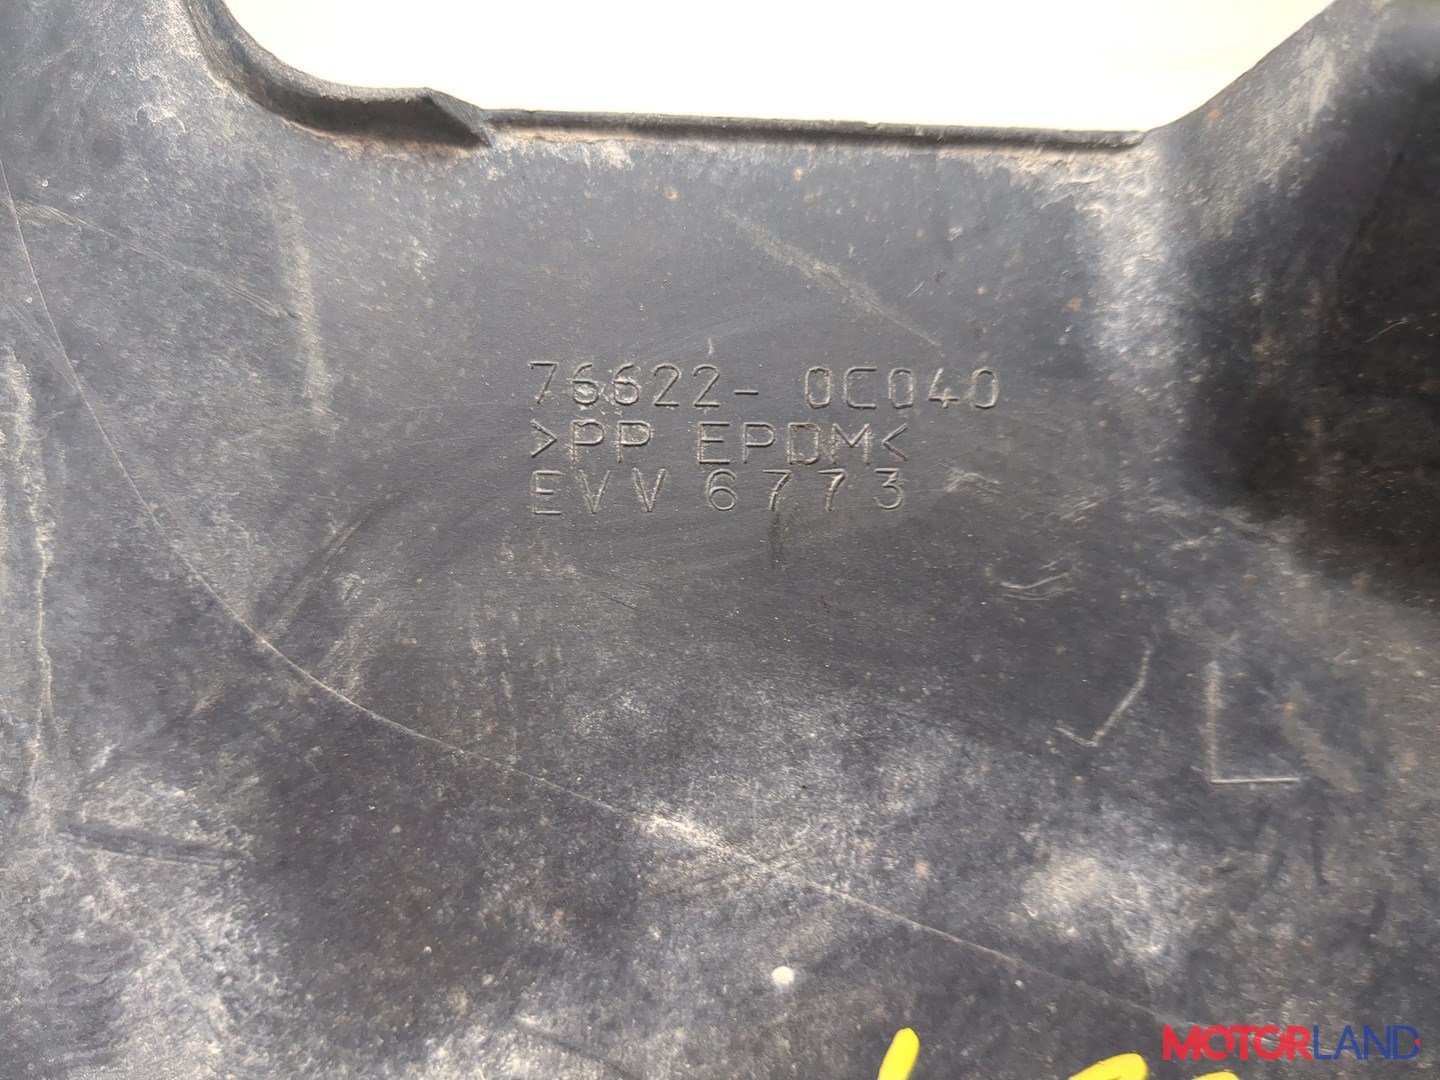 76622- 0C040
>PP EPDM<
EVV 6773
L
MOTORLAND